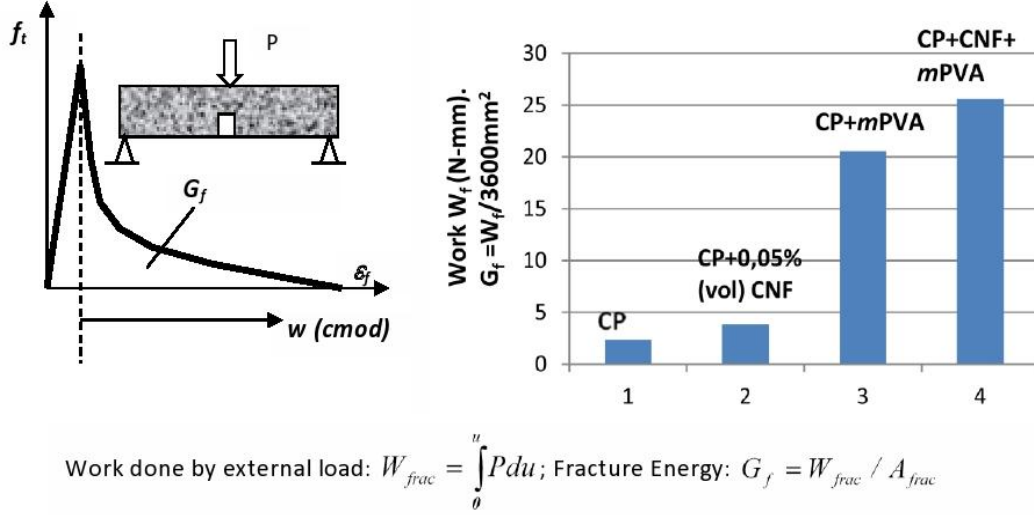 fₜ
P
G_f
ε_f
w (cmod)
Work W_f (N-mm).
G_f =W_f/3600mm²
30
25
20
15
10
5
0
CP
CP+0,05%
(vol) CNF
CP+mPVA
CP+CNF+
mPVA
1 2 3 4
Work done by external load: W_frac = ∫₀ᵘ Pdu ; Fracture Energy: G_f = W_frac / A_frac